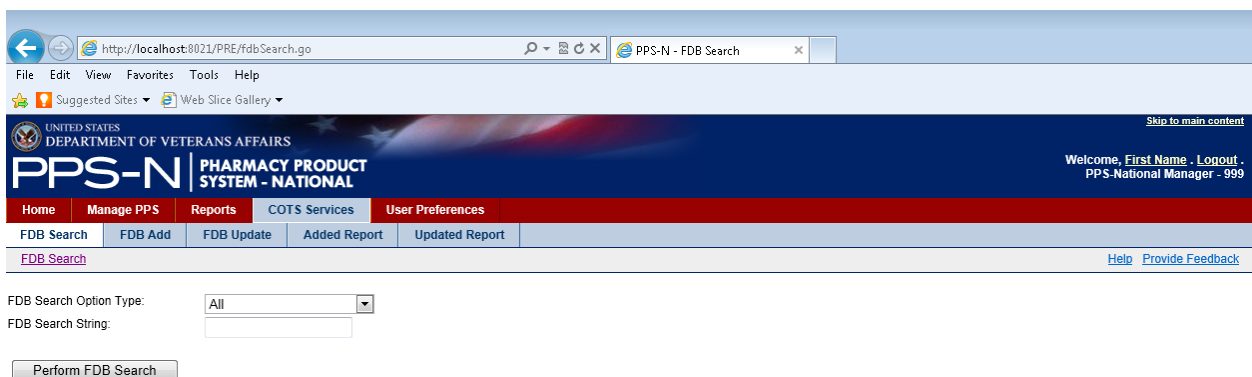 http://localhost:8021/PRE/fdbSearch.go
PPS-N - FDB Search
File Edit View Favorites Tools Help
Suggested Sites Web Slice Gallery
Skip to main content
UNITED STATES
DEPARTMENT OF VETERANS AFFAIRS
PPS-N PHARMACY PRODUCT
SYSTEM - NATIONAL
Welcome, First Name . Logout .
PPS-National Manager - 999
Home Manage PPS Reports COTS Services User Preferences
FDB Search FDB Add FDB Update Added Report Updated Report
FDB Search Help Provide Feedback
FDB Search Option Type: All
FDB Search String:
Perform FDB Search